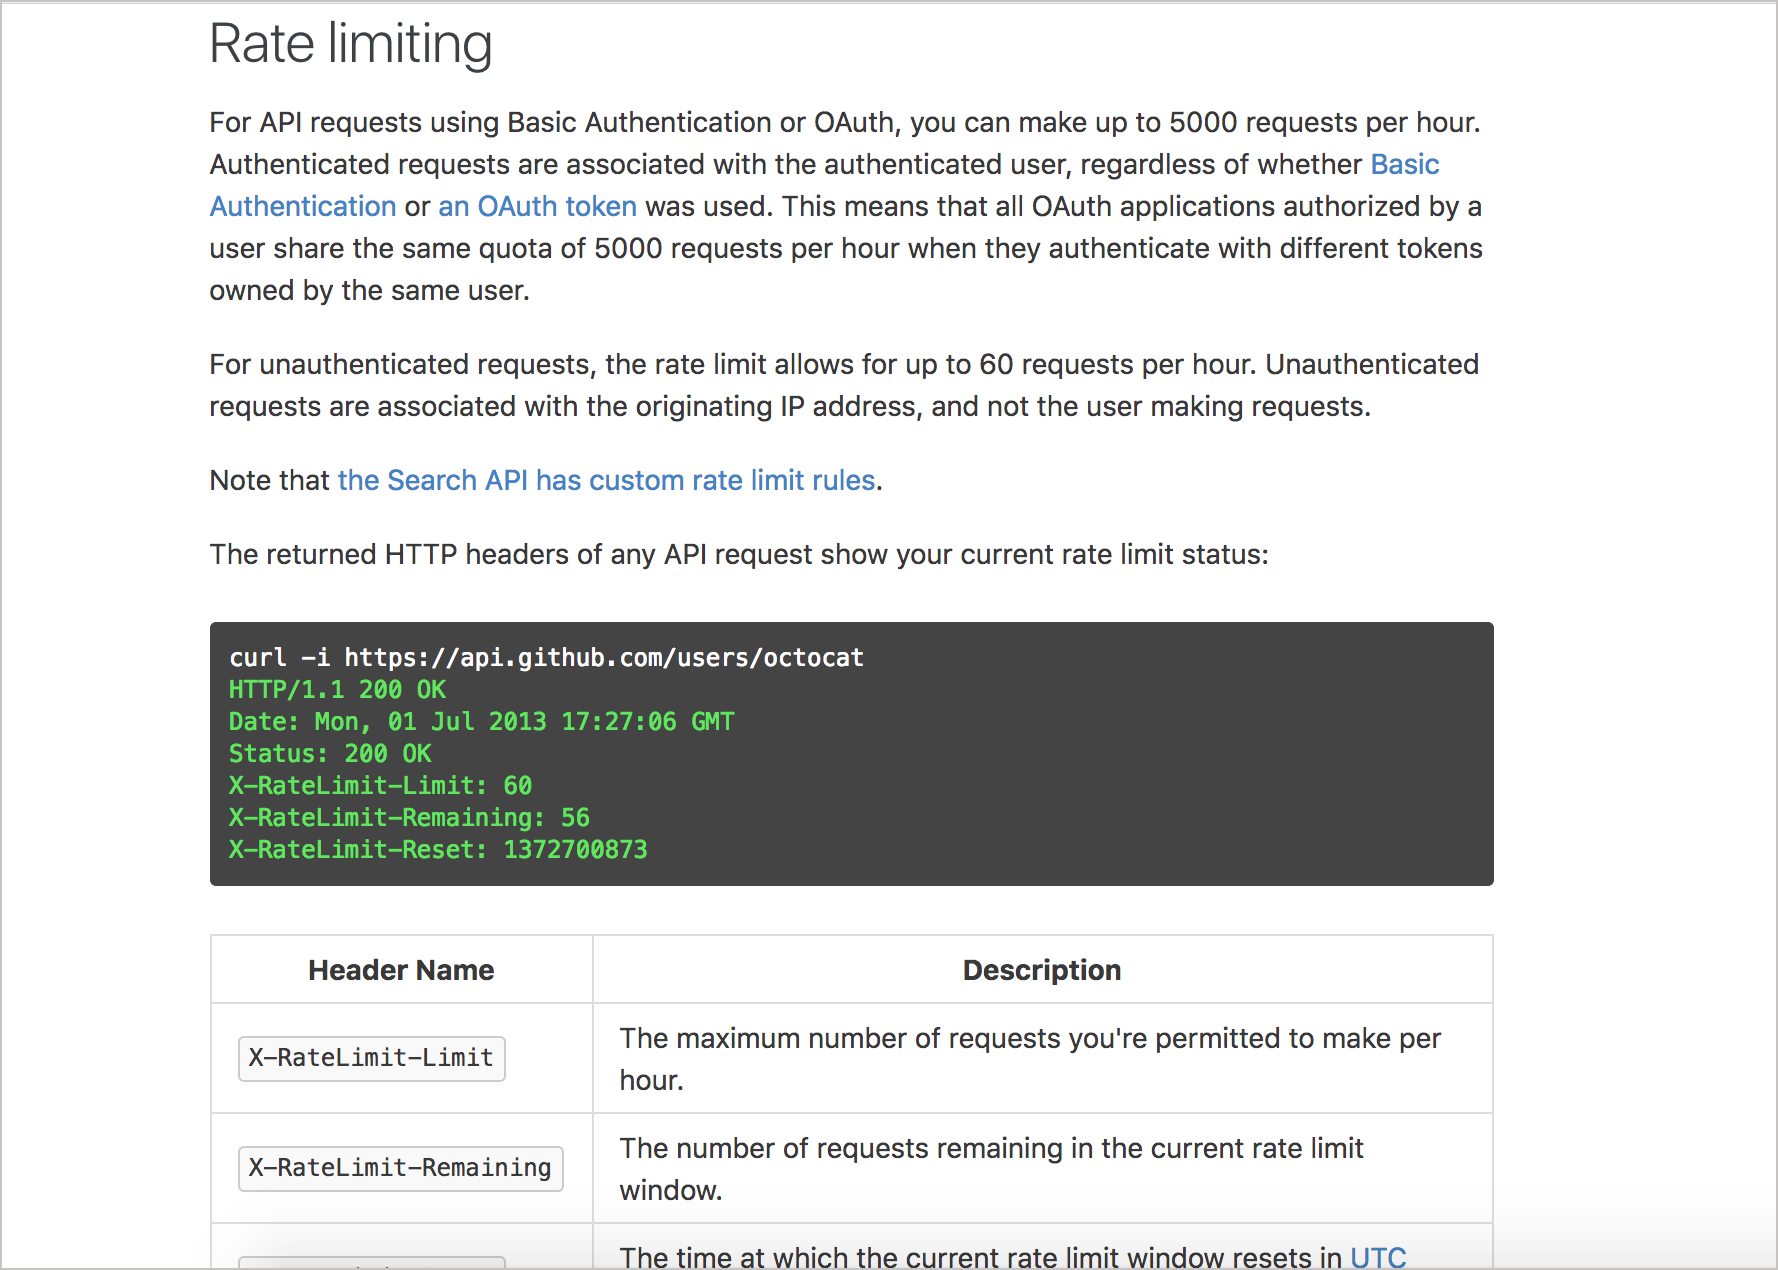 Rate limiting
For API requests using Basic Authentication or OAuth, you can make up to 5000 requests per hour.
Authenticated requests are associated with the authenticated user, regardless of whether Basic
Authentication or an OAuth token was used. This means that all OAuth applications authorized by a
user share the same quota of 5000 requests per hour when they authenticate with different tokens
owned by the same user.
For unauthenticated requests, the rate limit allows for up to 60 requests per hour. Unauthenticated
requests are associated with the originating IP address, and not the user making requests.
Note that the Search API has custom rate limit rules.
The returned HTTP headers of any API request show your current rate limit status:
curl -i https://api.github.com/users/octocat
HTTP/1.1 200 OK
Date: Mon, 01 Jul 2013 17:27:06 GMT
Status: 200 OK
X-RateLimit-Limit: 60
X-RateLimit-Remaining: 56
X-RateLimit-Reset: 1372700873
Header Name Description
X-RateLimit-Limit
The maximum number of requests you're permitted to make per
hour.
X-RateLimit-Remaining
The number of requests remaining in the current rate limit
window.
The time at which the current rate limit window resets in UTC